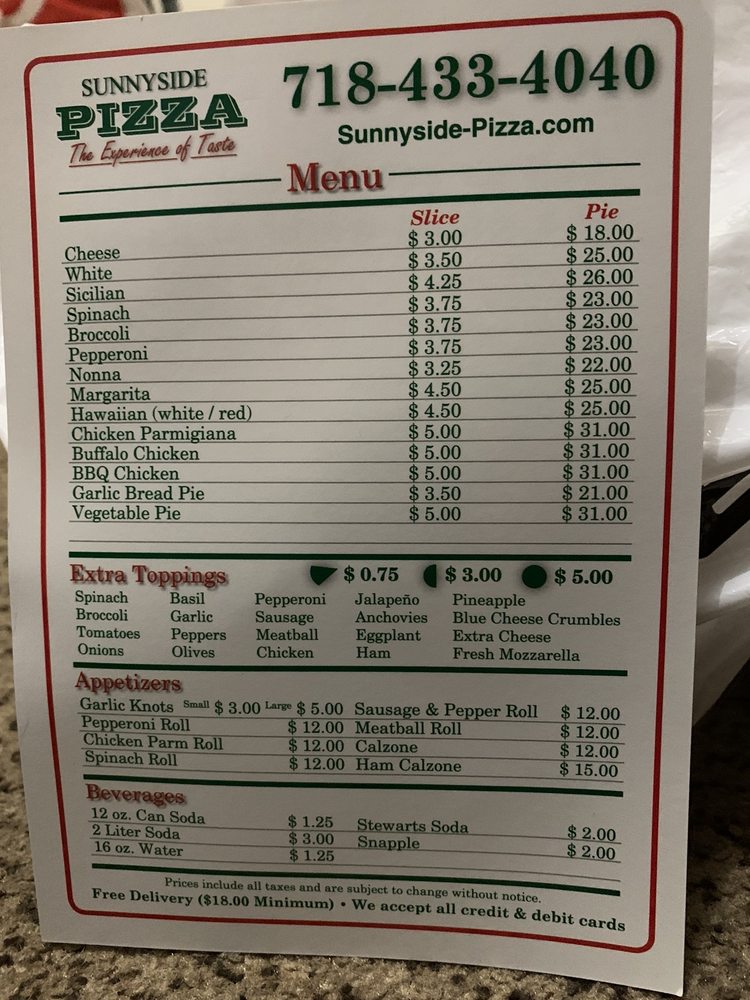 SUNNYSIDE
PIZZA
The Experience of Taste
718-433-4040
Sunnyside-Pizza.com
Menu
Slice Pie
Cheese $ 3.00 $ 18.00
White $ 3.50 $ 25.00
Sicilian $ 4.25 $ 26.00
Spinach $ 3.75 $ 23.00
Broccoli $ 3.75 $ 23.00
Pepperoni $ 3.75 $ 23.00
Nonna $ 3.25 $ 22.00
Margarita $ 4.50 $ 25.00
Hawaiian (white / red) $ 4.50 $ 25.00
Chicken Parmigiana $ 5.00 $ 31.00
Buffalo Chicken $ 5.00 $ 31.00
BBQ Chicken $ 5.00 $ 31.00
Garlic Bread Pie $ 3.50 $ 21.00
Vegetable Pie $ 5.00 $ 31.00
Extra Toppings $ 0.75 $ 3.00 $ 5.00
Spinach Basil Pepperoni Jalapeño Pineapple
Broccoli Garlic Sausage Anchovies Blue Cheese Crumbles
Tomatoes Peppers Meatball Eggplant Extra Cheese
Onions Olives Chicken Ham Fresh Mozzarella
Appetizers
Garlic Knots Small $ 3.00 Large $ 5.00 Sausage & Pepper Roll $ 12.00
Pepperoni Roll $ 12.00 Meatball Roll $ 12.00
Chicken Parm Roll $ 12.00 Calzone $ 12.00
Spinach Roll $ 12.00 Ham Calzone $ 15.00
Beverages
12 oz. Can Soda $ 1.25 Stewarts Soda $ 2.00
2 Liter Soda $ 3.00 Snapple $ 2.00
16 oz. Water $ 1.25
Prices include all taxes and are subject to change without notice.
Free Delivery ($18.00 Minimum) • We accept all credit & debit cards